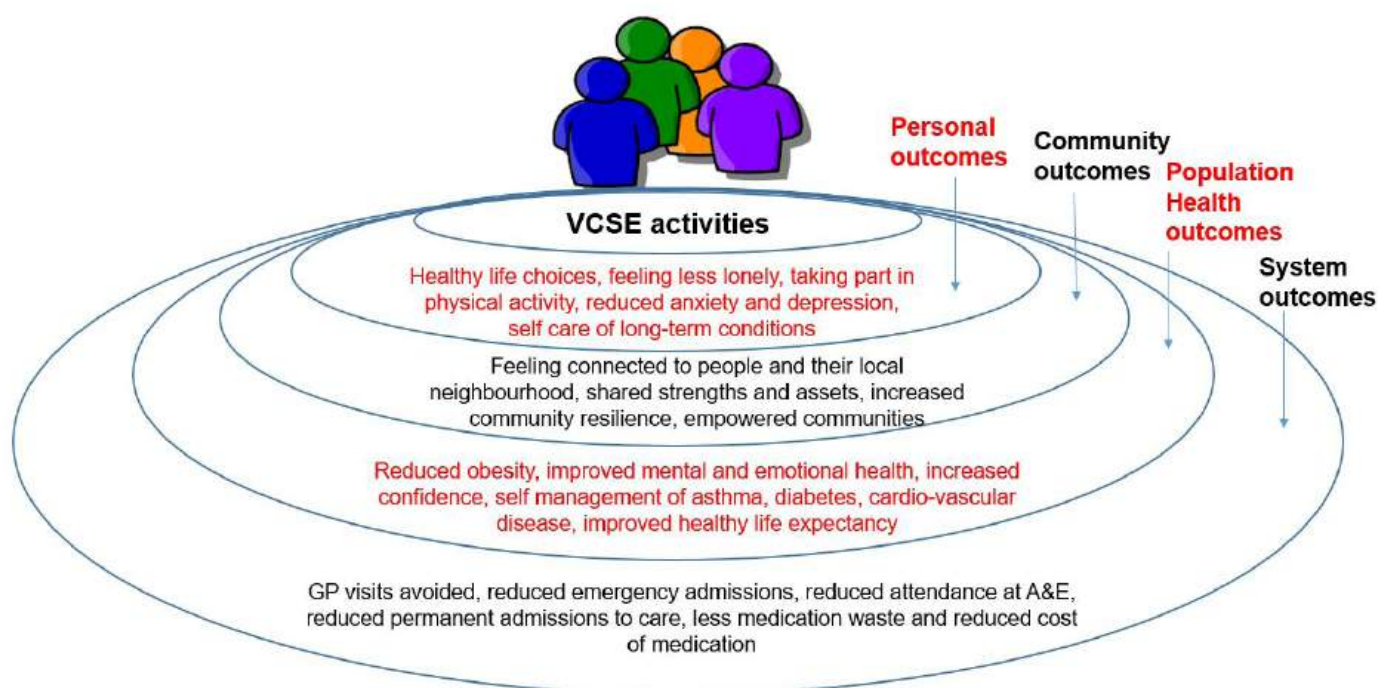 Personal
outcomes
Community
outcomes
Population
Health
outcomes
System
outcomes
VCSE activities
Healthy life choices, feeling less lonely, taking part in
physical activity, reduced anxiety and depression,
self care of long-term conditions
Feeling connected to people and their local
neighbourhood, shared strengths and assets, increased
community resilience, empowered communities
Reduced obesity, improved mental and emotional health, increased
confidence, self management of asthma, diabetes, cardio-vascular
disease, improved healthy life expectancy
GP visits avoided, reduced emergency admissions, reduced attendance at A&E,
reduced permanent admissions to care, less medication waste and reduced cost
of medication